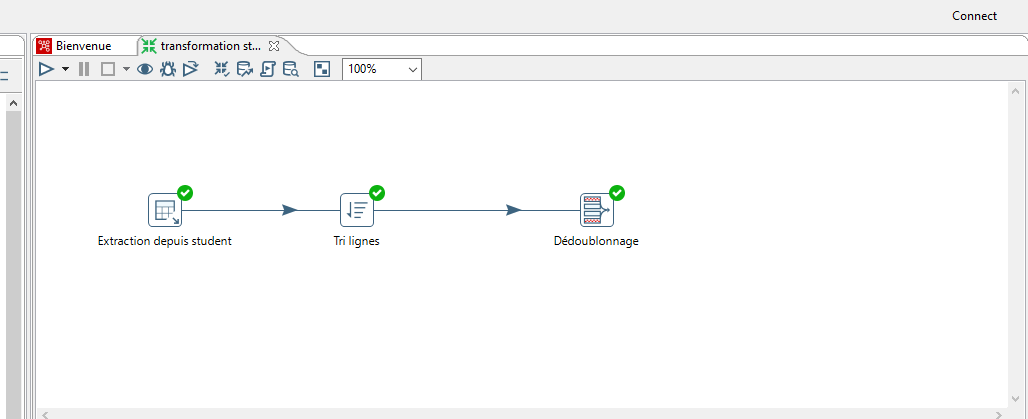 Connect
Bienvenue
transformation st...
100%
Extraction depuis student
Tri lignes
Dédoublonnage